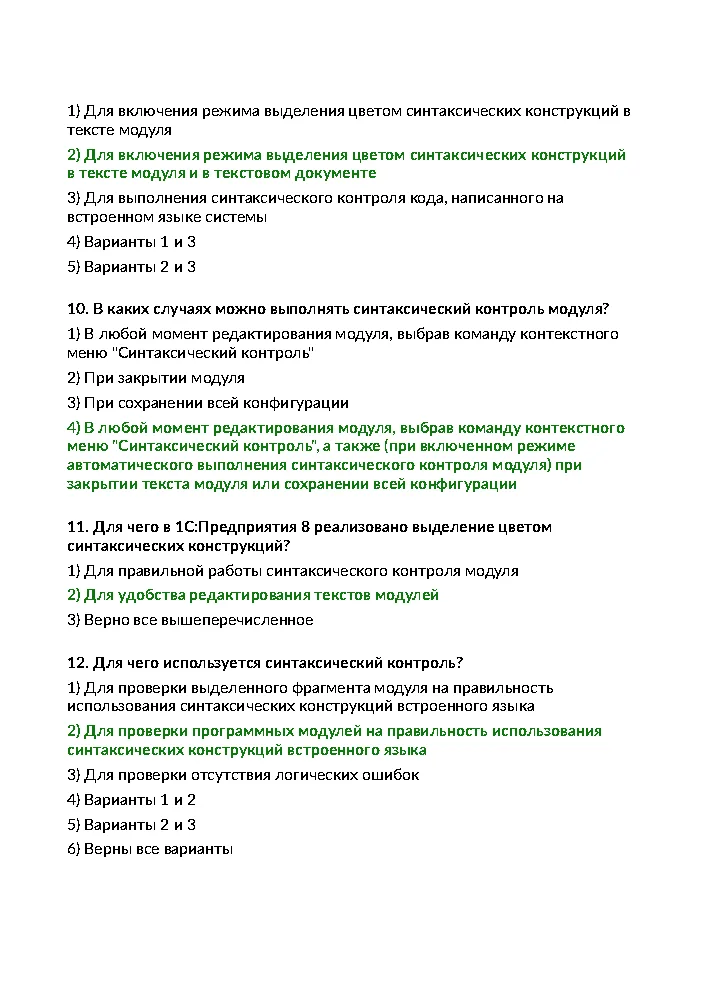 1) Для включения режима выделения цветом синтаксических конструкций в
тексте модуля
2) Для включения режима выделения цветом синтаксических конструкций
в тексте модуля и в текстовом документе
3) Для выполнения синтаксического контроля кода, написанного на
встроенном языке системы
4) Варианты 1 и 3
5) Варианты 2 и 3
10. В каких случаях можно выполнять синтаксический контроль модуля?
1) В любой момент редактирования модуля, выбрав команду контекстного
меню "Синтаксический контроль"
2) При закрытии модуля
3) При сохранении всей конфигурации
4) В любой момент редактирования модуля, выбрав команду контекстного
меню "Синтаксический контроль", а также (при включенном режиме
автоматического выполнения синтаксического контроля модуля) при
закрытии текста модуля или сохранении всей конфигурации
11. Для чего в 1С:Предприятия 8 реализовано выделение цветом
синтаксических конструкций?
1) Для правильной работы синтаксического контроля модуля
2) Для удобства редактирования текстов модулей
3) Верно все вышеперечисленное
12. Для чего используется синтаксический контроль?
1) Для проверки выделенного фрагмента модуля на правильность
использования синтаксических конструкций встроенного языка
2) Для проверки программных модулей на правильность использования
синтаксических конструкций встроенного языка
3) Для проверки отсутствия логических ошибок
4) Варианты 1 и 2
5) Варианты 2 и 3
6) Верны все варианты